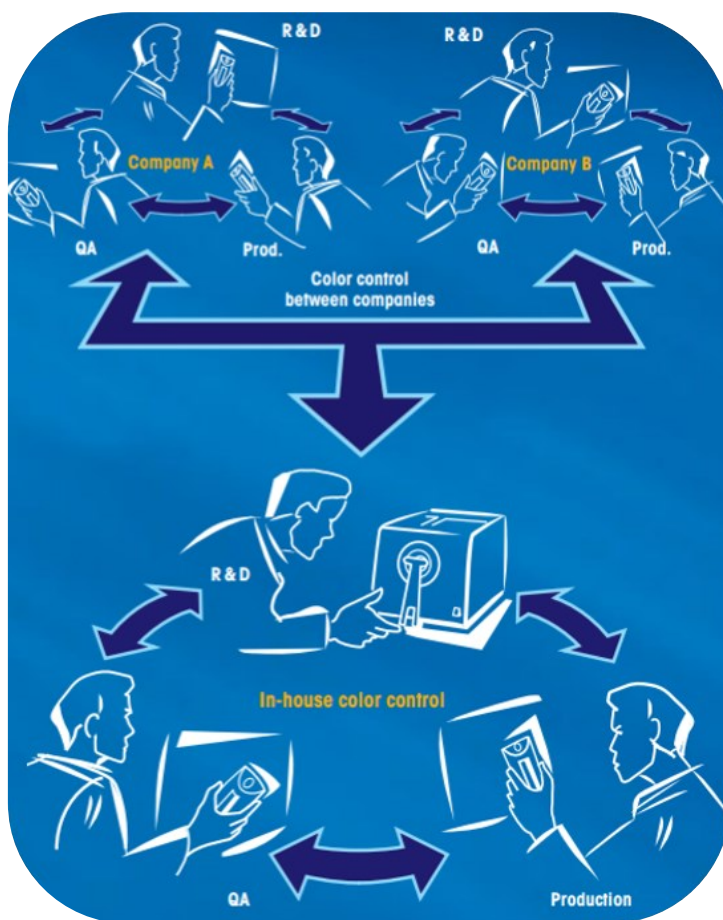 R & D
R & D
Company A
Company B
QA
Prod.
QA
Prod.
Color control
between companies
R & D
In-house color control
QA
Production